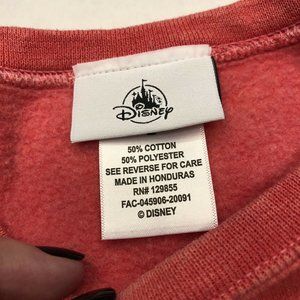 Disney
50% COTTON
50% POLYESTER
SEE REVERSE FOR CARE
MADE IN HONDURAS
RN# 129855
FAC-045906-20091
© DISNEY